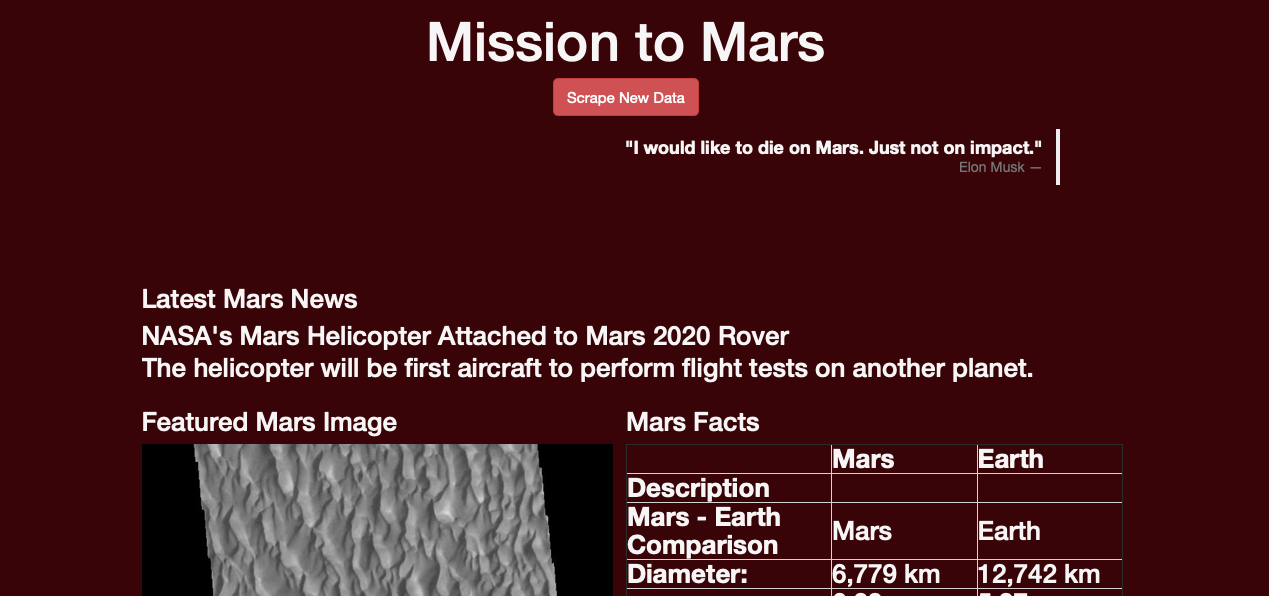 Mission to Mars
Scrape New Data
"I would like to die on Mars. Just not on impact."
Elon Musk —
Latest Mars News
NASA's Mars Helicopter Attached to Mars 2020 Rover
The helicopter will be first aircraft to perform flight tests on another planet.
Featured Mars Image
Mars Facts
Mars Earth
Description
Mars - Earth
Comparison
Mars Earth
Diameter: 6,779 km 12,742 km